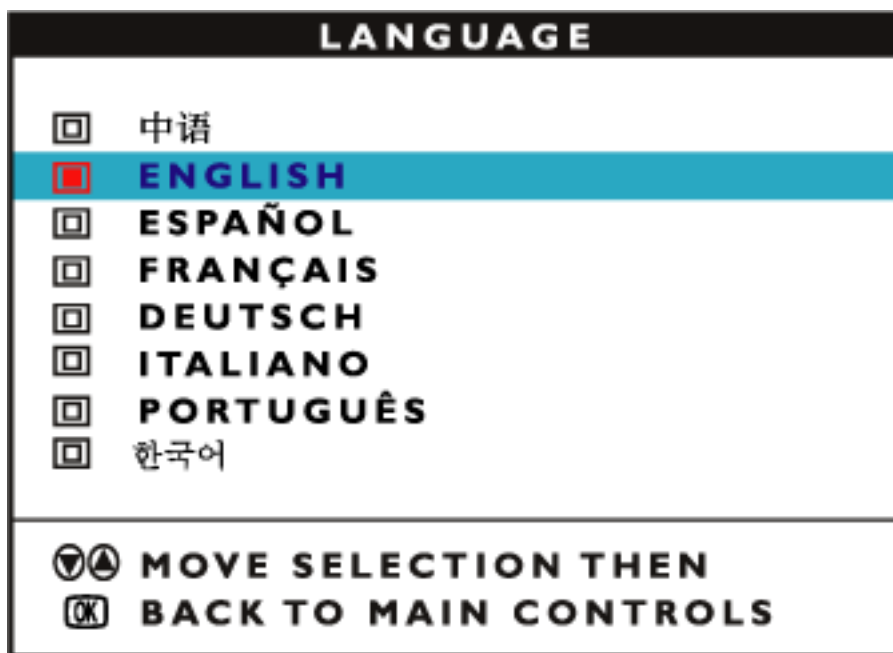 LANGUAGE
中语
ENGLISH
ESPAÑOL
FRANÇAIS
DEUTSCH
ITALIANO
PORTUGUÊS
한국어
MOVE SELECTION THEN
OK BACK TO MAIN CONTROLS